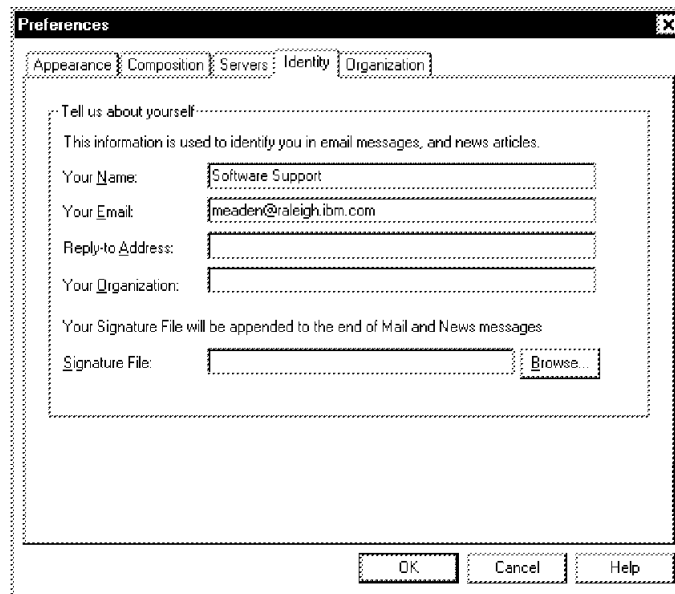 Preferences
Appearance Composition Servers Identity Organization
Tell us about yourself
This information is used to identify you in email messages, and news articles.
Your Name: Software Support
Your Email: meaden@raleigh.ibm.com
Reply-to Address:
Your Organization:
Your Signature File will be appended to the end of Mail and News messages
Signature File: Browse...
OK Cancel Help